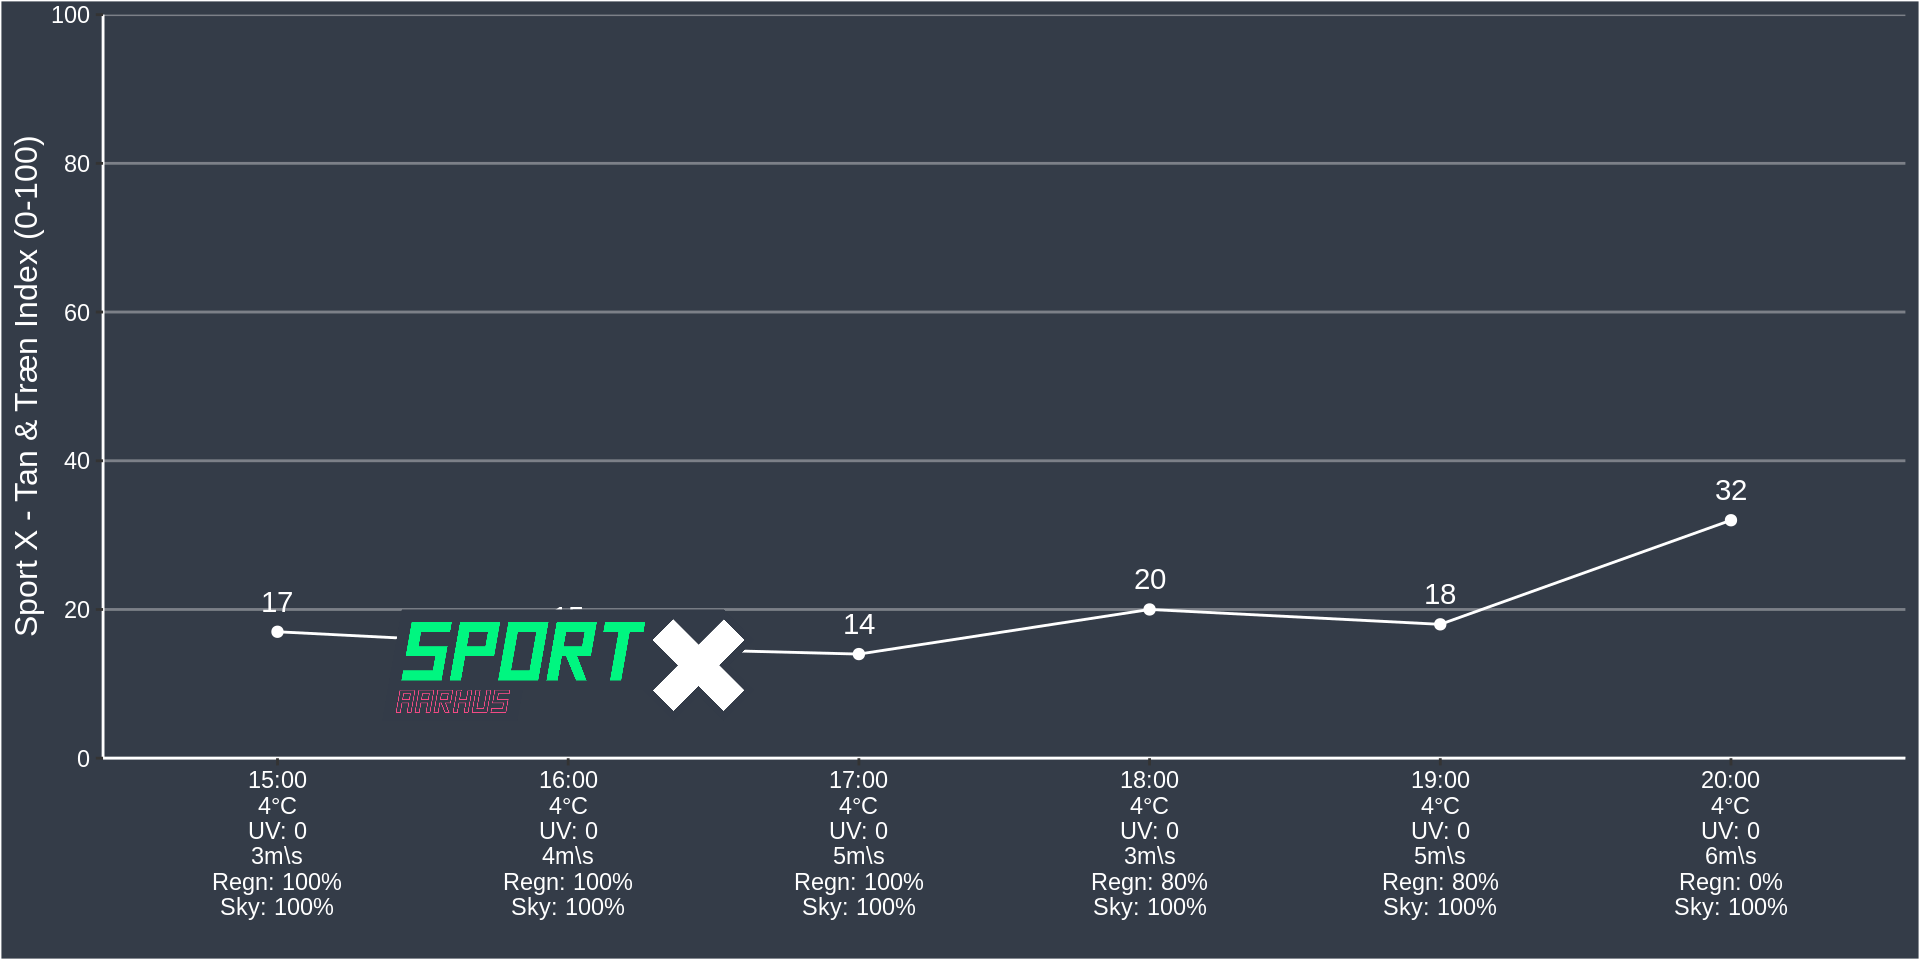 Sport X - Tan & Træn Index (0-100)
100
80
60
40
20
0
17
14
20
18
32
SPORT X
AARHUS
15:00 16:00 17:00 18:00 19:00 20:00
4°C 4°C 4°C 4°C 4°C 4°C
UV: 0 UV: 0 UV: 0 UV: 0 UV: 0 UV: 0
3m\s 4m\s 5m\s 3m\s 5m\s 6m\s
Regn: 100% Regn: 100% Regn: 100% Regn: 80% Regn: 80% Regn: 0%
Sky: 100% Sky: 100% Sky: 100% Sky: 100% Sky: 100% Sky: 100%